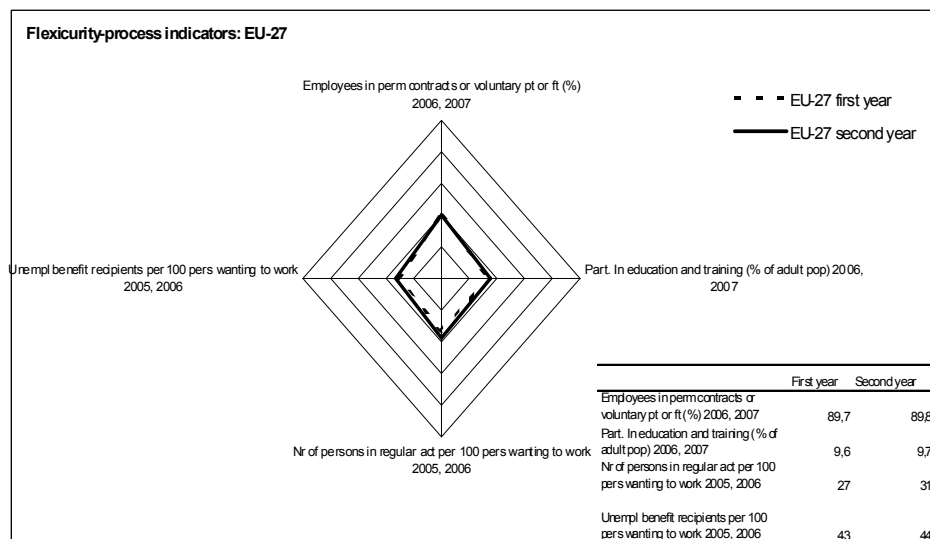 Flexicurity-process indicators: EU-27
Employees in perm contracts or voluntary pt or ft (%)
2006, 2007
EU-27 first year
EU-27 second year
Unempl benefit recipients per 100 pers wanting to work
2005, 2006
Part. In education and training (% of adult pop) 2006,
2007
Nr of persons in regular act per 100 pers wanting to work
2005, 2006
First year Second year
Employees in perm contracts or
voluntary pt or ft (%) 2006, 2007 89,7 89,8
Part. In education and training (% of
adult pop) 2006, 2007 9,6 9,7
Nr of persons in regular act per 100
pers wanting to work 2005, 2006 27 31
Unempl benefit recipients per 100
pers wanting to work 2005, 2006 43 44